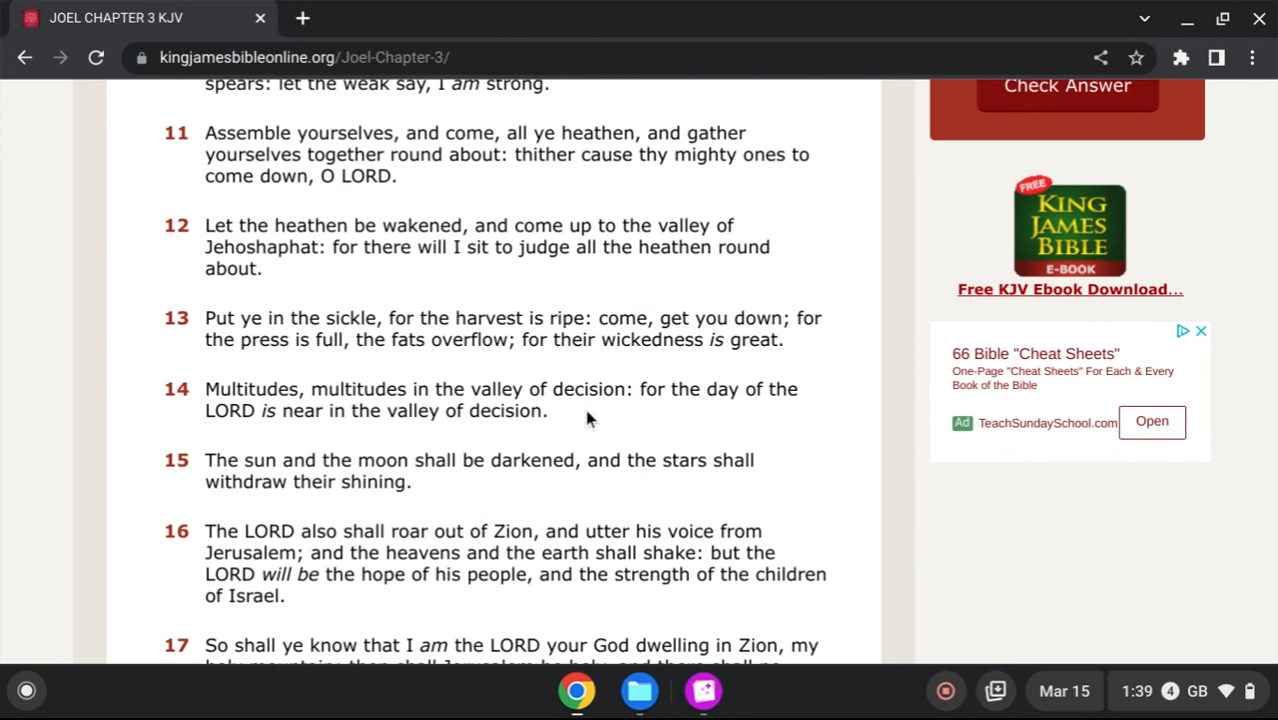 JOEL CHAPTER 3 KJV
kingjamesbibleonline.org/Joel-Chapter-3/
spears: let the weak say, I am strong.
11 Assemble yourselves, and come, all ye heathen, and gather
yourselves together round about: thither cause thy mighty ones to
come down, O LORD.
12 Let the heathen be wakened, and come up to the valley of
Jehoshaphat: for there will I sit to judge all the heathen round
about.
13 Put ye in the sickle, for the harvest is ripe: come, get you down; for
the press is full, the fats overflow; for their wickedness is great.
14 Multitudes, multitudes in the valley of decision: for the day of the
LORD is near in the valley of decision.
15 The sun and the moon shall be darkened, and the stars shall
withdraw their shining.
16 The LORD also shall roar out of Zion, and utter his voice from
Jerusalem; and the heavens and the earth shall shake: but the
LORD will be the hope of his people, and the strength of the children
of Israel.
17 So shall ye know that I am the LORD your God dwelling in Zion, my
holy mountain: then shall Jerusalem be holy, and there shall no
Check Answer
FREE
KING
JAMES
BIBLE
E-BOOK
Free KJV Ebook Download...
66 Bible "Cheat Sheets"
One-Page "Cheat Sheets" For Each & Every
Book of the Bible
Ad TeachSundaySchool.com Open
Mar 15 1:39 4 GB